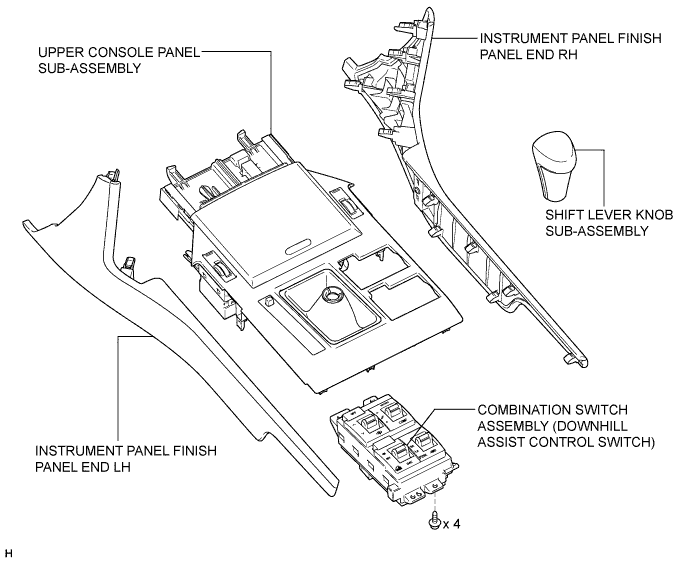 INSTRUMENT PANEL FINISH
PANEL END RH
UPPER CONSOLE PANEL
SUB-ASSEMBLY
SHIFT LEVER KNOB
SUB-ASSEMBLY
COMBINATION SWITCH
ASSEMBLY (DOWNHILL
ASSIST CONTROL SWITCH)
INSTRUMENT PANEL FINISH
PANEL END LH
x 4
H